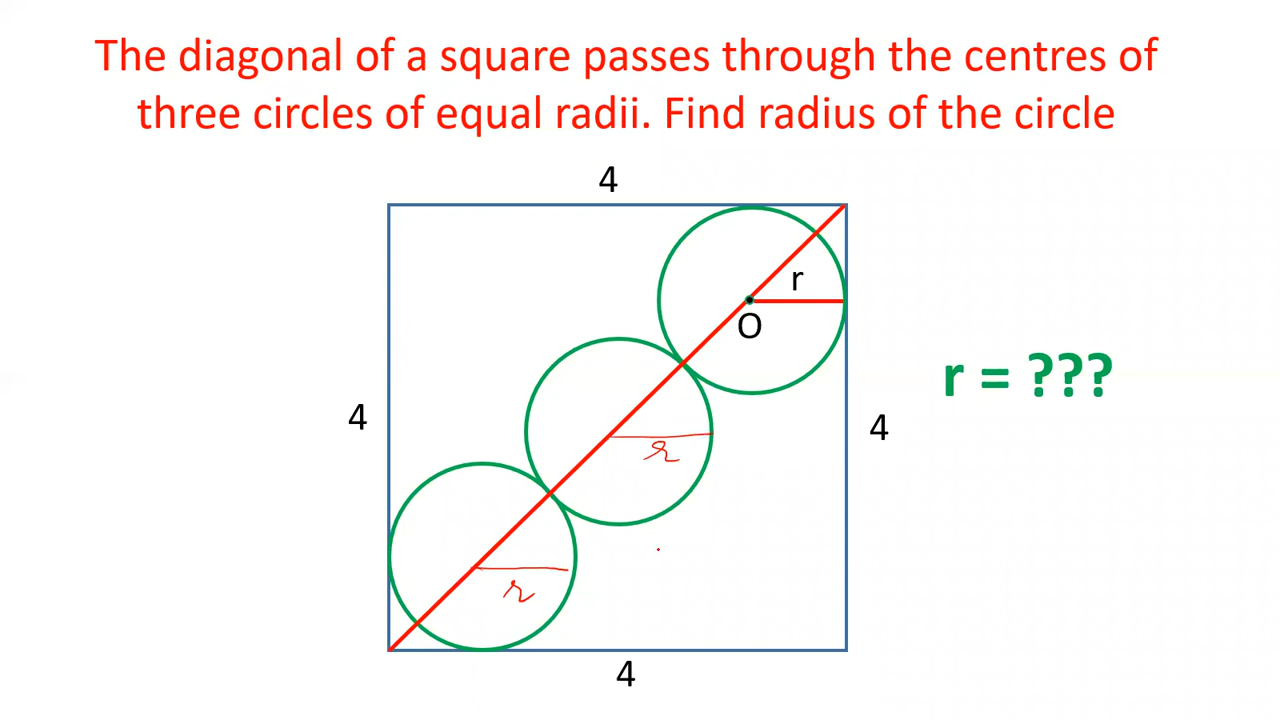 The diagonal of a square passes through the centres of
three circles of equal radii. Find radius of the circle
4
r
O
r = ???
4
4
r
r
4